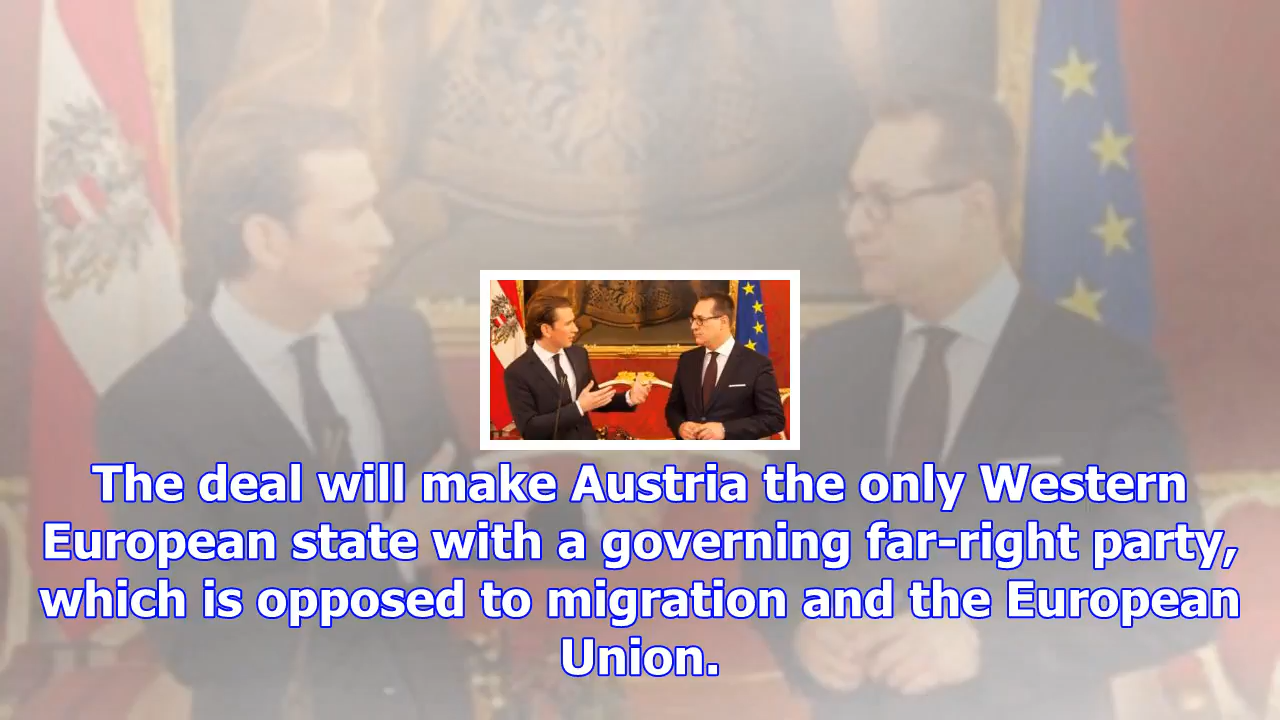 The deal will make Austria the only Western
European state with a governing far-right party,
which is opposed to migration and the European
Union.